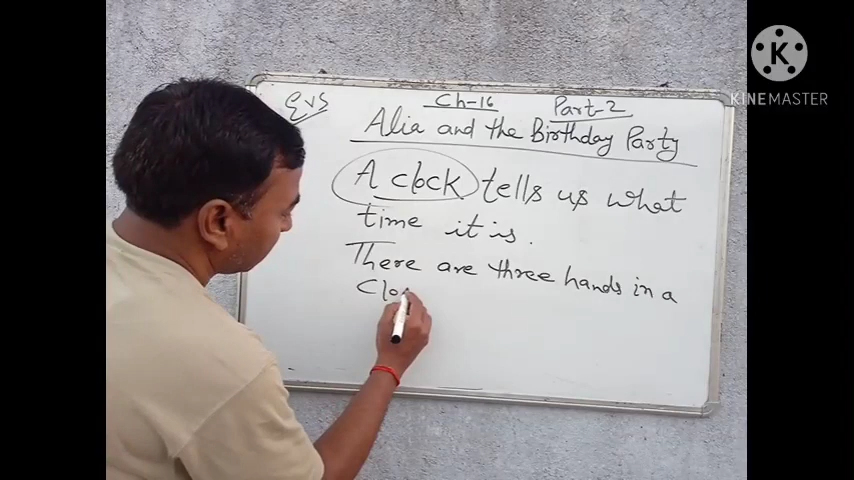 EVS
Ch-16
Part-2
Alia and the Birthday Party
A clock tells us what
time it is.
There are three hands in a
Clo
KINEMASTER